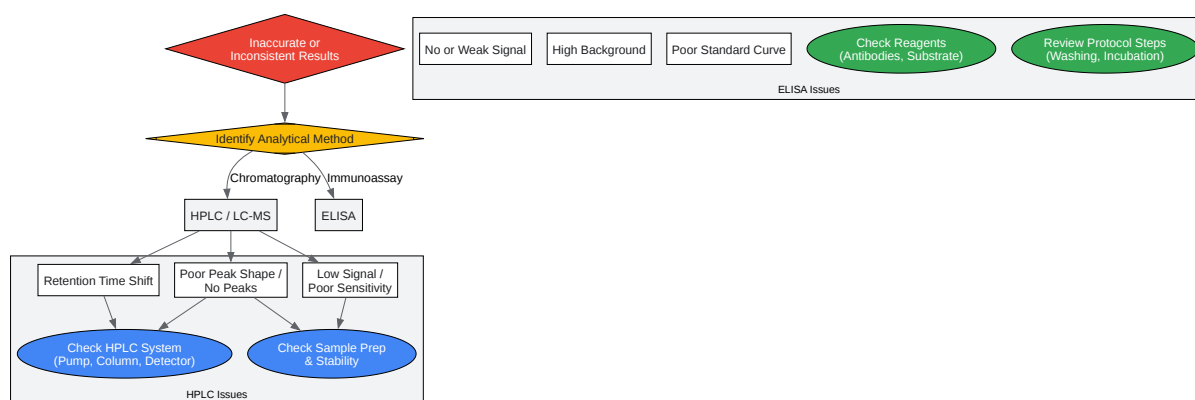 Inaccurate or
Inconsistent Results
No or Weak Signal
High Background
Poor Standard Curve
Check Reagents
(Antibodies, Substrate)
Review Protocol Steps
(Washing, Incubation)
ELISA Issues
Identify Analytical Method
Chromatography
Immunoassay
HPLC / LC-MS
ELISA
Retention Time Shift
Poor Peak Shape /
No Peaks
Low Signal /
Poor Sensitivity
Check HPLC System
(Pump, Column, Detector)
Check Sample Prep
& Stability
HPLC Issues